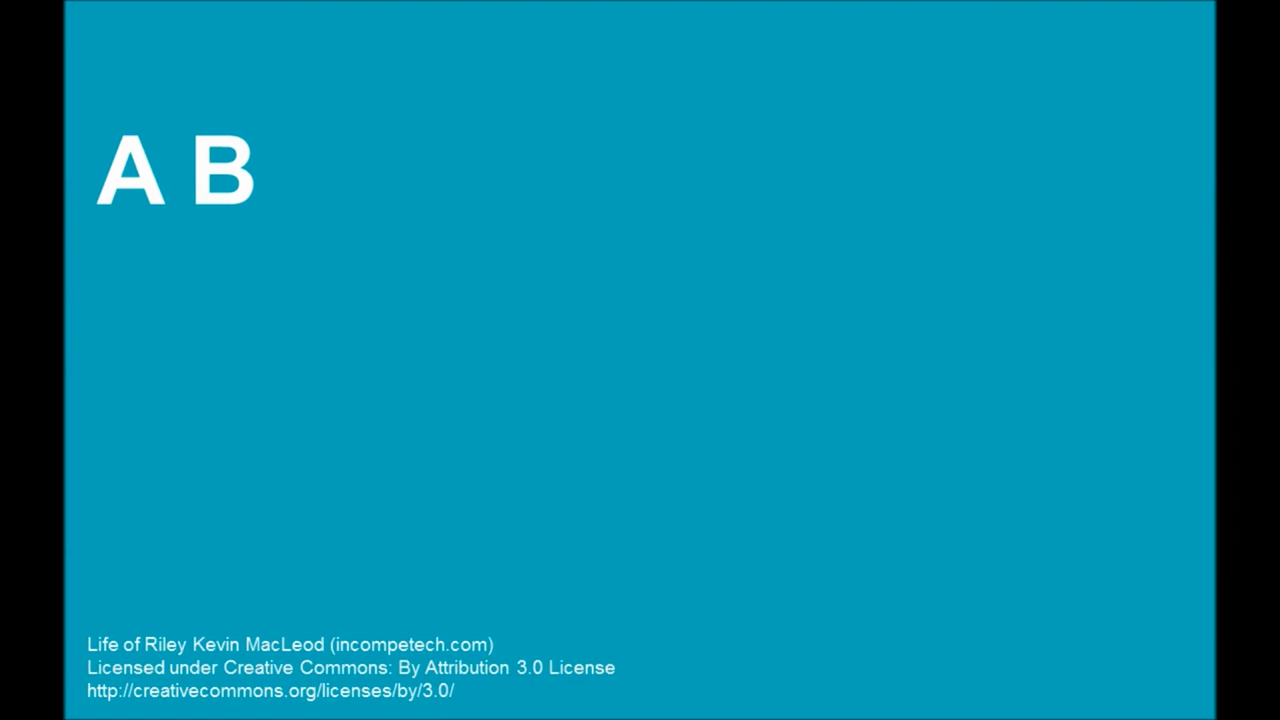 A B
Life of Riley Kevin MacLeod (incompetech.com)
Licensed under Creative Commons: By Attribution 3.0 License
http://creativecommons.org/licenses/by/3.0/